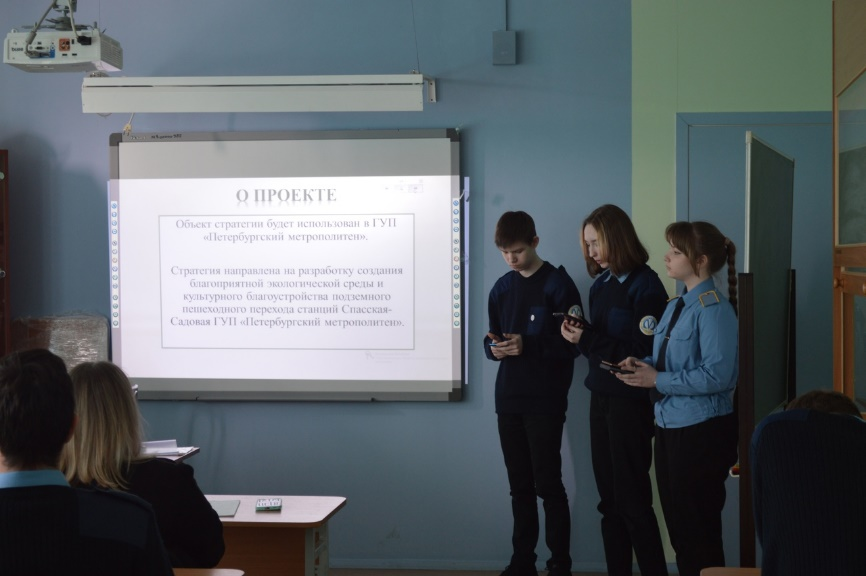 О ПРОЕКТЕ
Объект стратегии будет использован в ГУП
«Петербургский метрополитен».
Стратегия направлена на разработку создания
благоприятной экологической среды и
культурного благоустройства подземного
пешеходного перехода станций Спасская-
Садовая ГУП «Петербургский метрополитен».